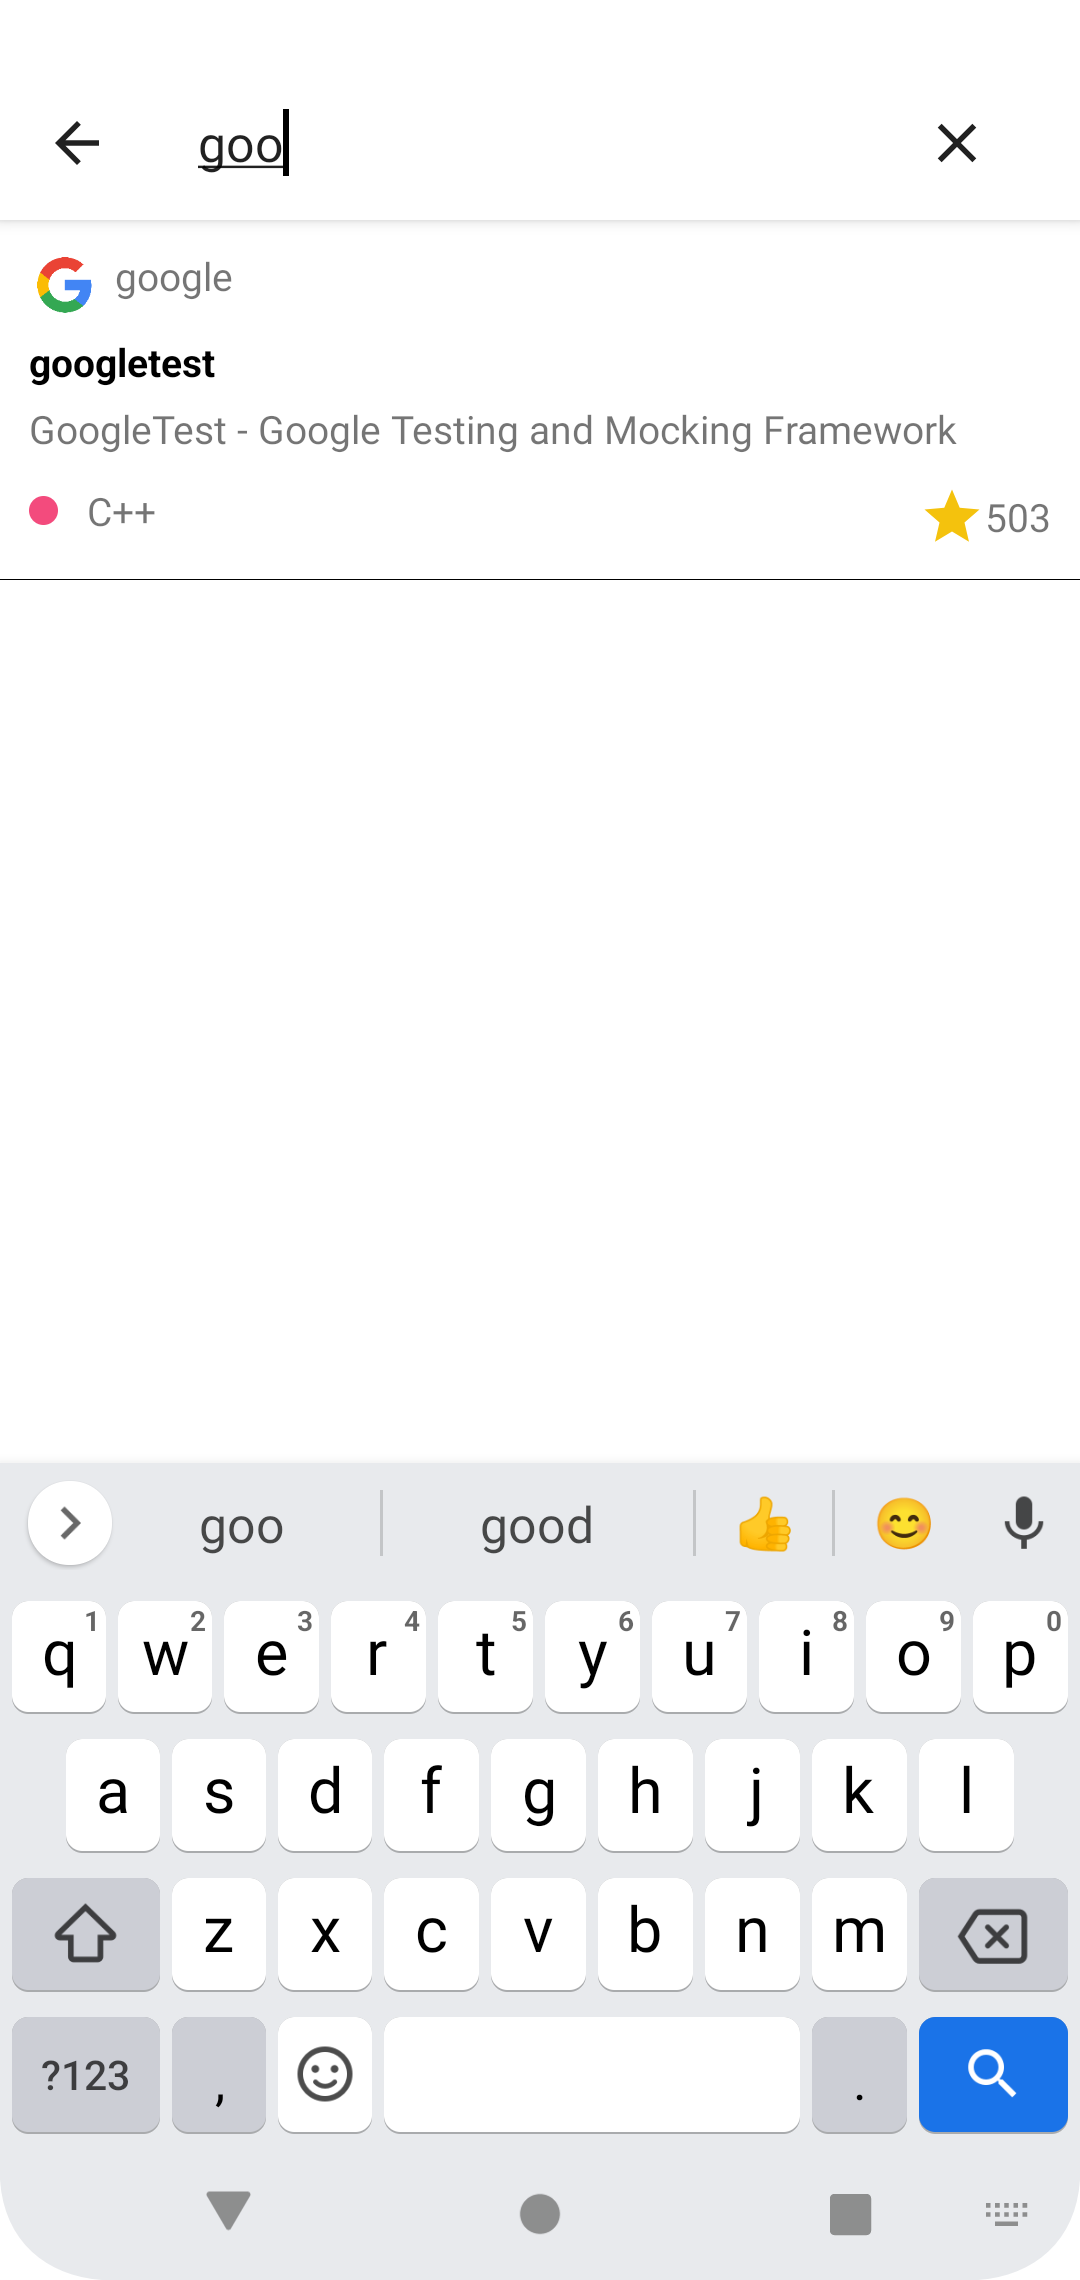 goo
google
googletest
GoogleTest - Google Testing and Mocking Framework
C++ 503
goo good
q 1 w 2 e 3 r 4 t 5 y 6 u 7 i 8 o 9 p 0
a s d f g h j k l
z x c v b n m
?123 , .